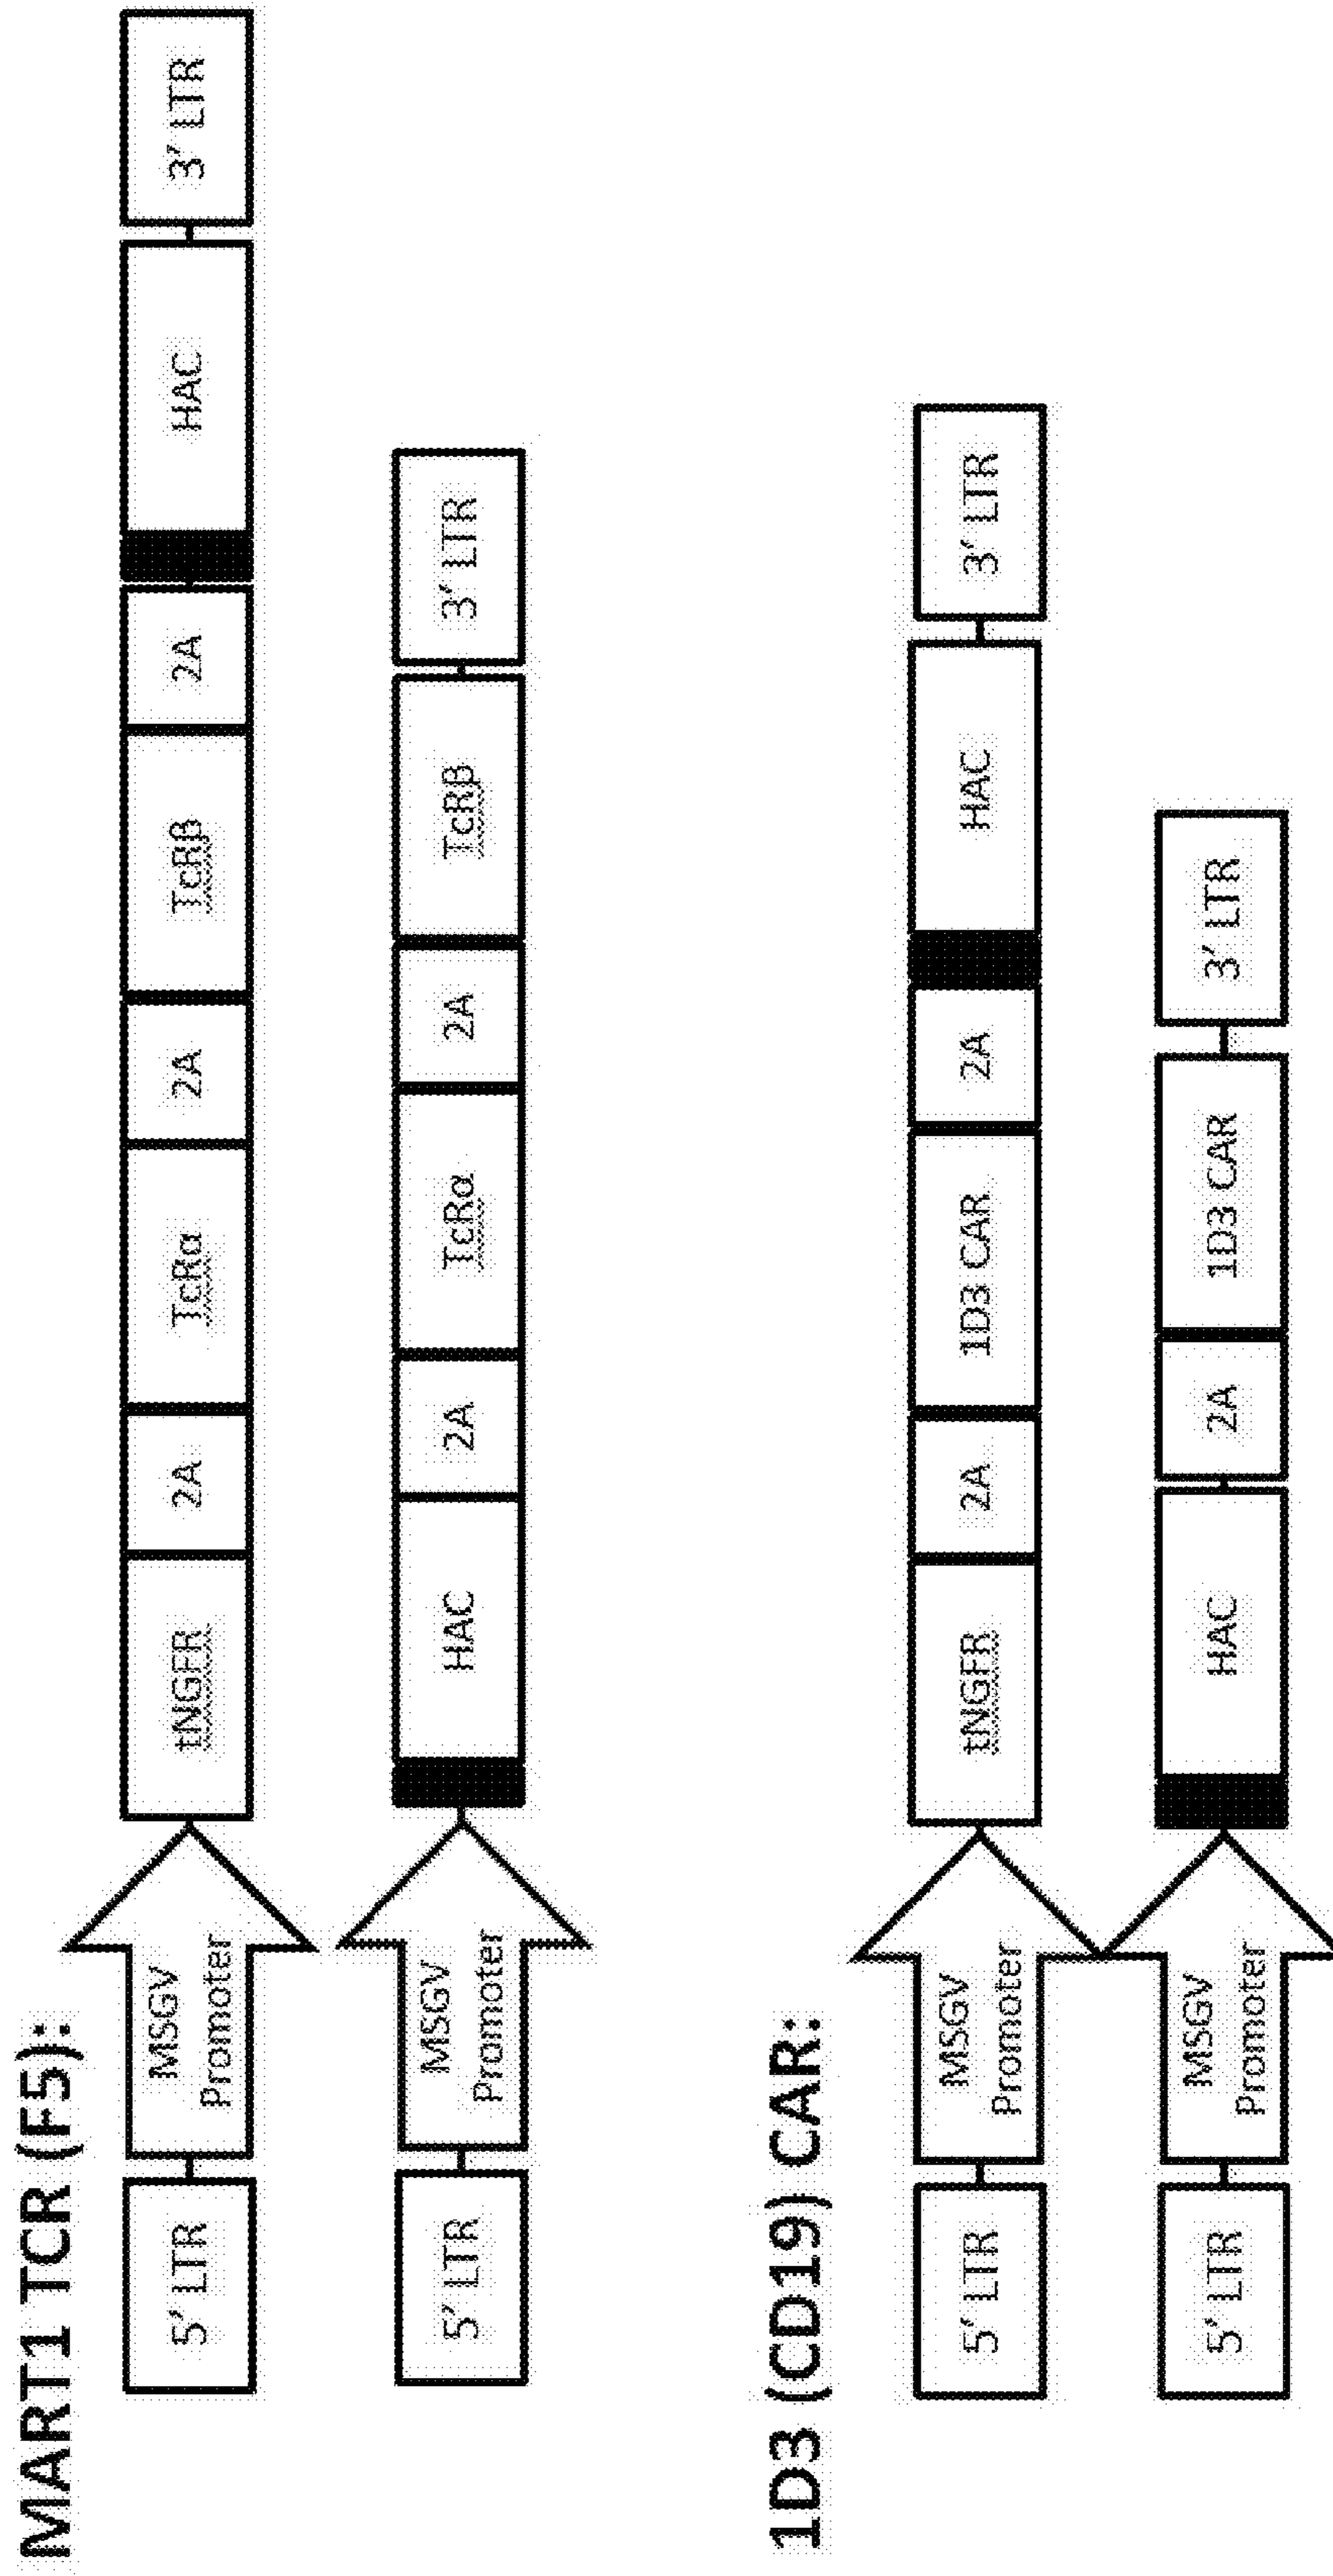 MART1 TCR (F5):
5' LTR
MSGV
Promoter
tNGFR
2A
TcRα
2A
TcRβ
2A
HAC
3' LTR
5' LTR
MSGV
Promoter
HAC
2A
TcRα
2A
TcRβ
3' LTR
1D3 (CD19) CAR:
5' LTR
MSGV
Promoter
tNGFR
2A
1D3 CAR
2A
HAC
3' LTR
5' LTR
MSGV
Promoter
HAC
2A
1D3 CAR
3' LTR